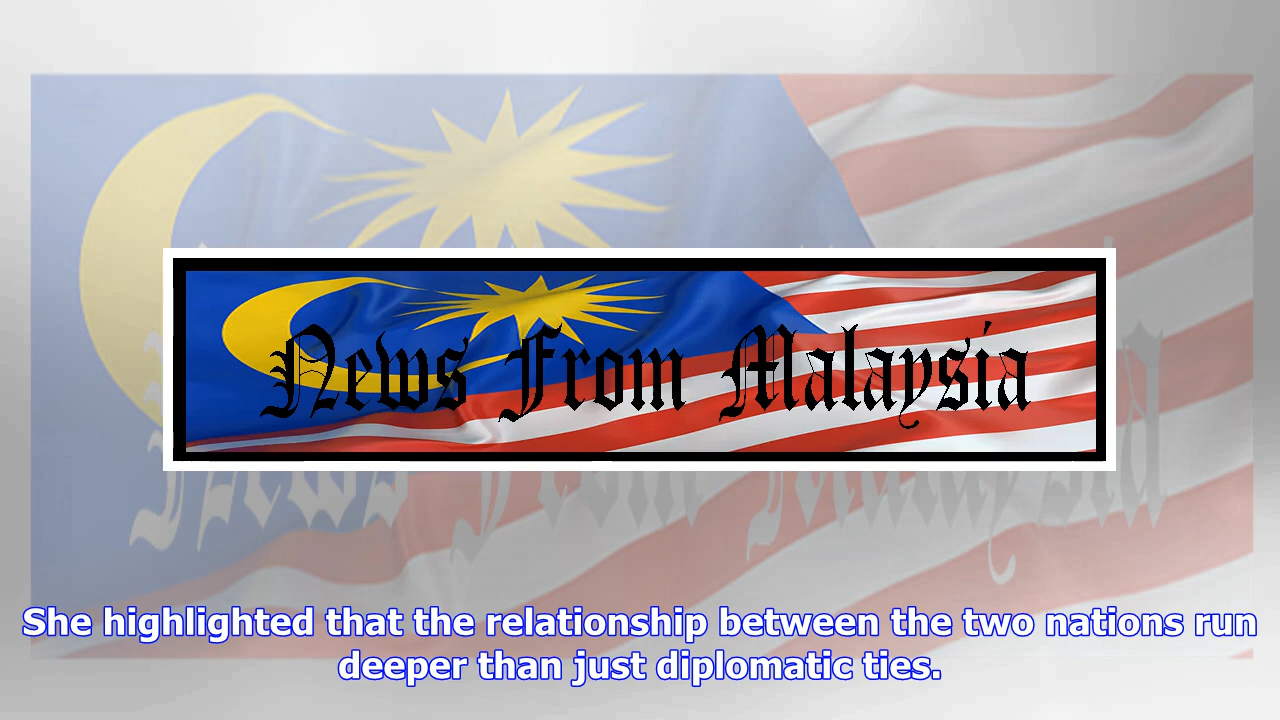 News From Malaysia
She highlighted that the relationship between the two nations run
deeper than just diplomatic ties.